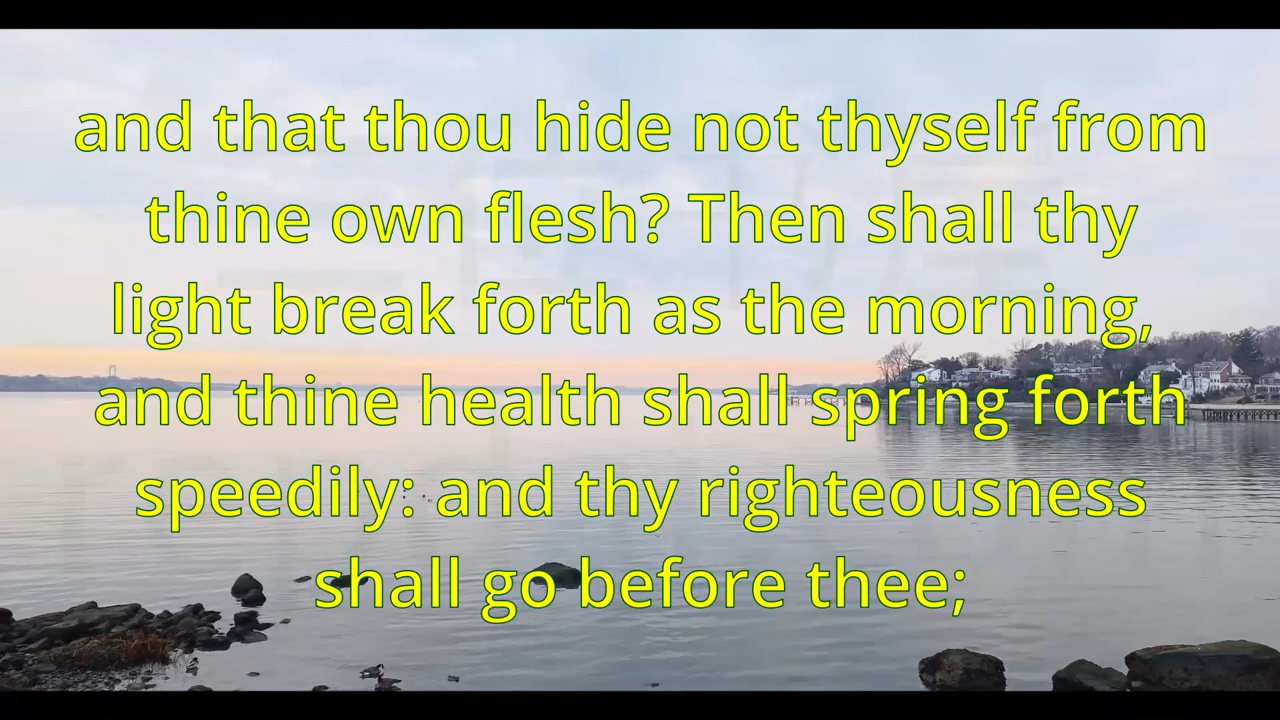 and that thou hide not thyself from
thine own flesh? Then shall thy
light break forth as the morning,
and thine health shall spring forth
speedily: and thy righteousness
shall go before thee;